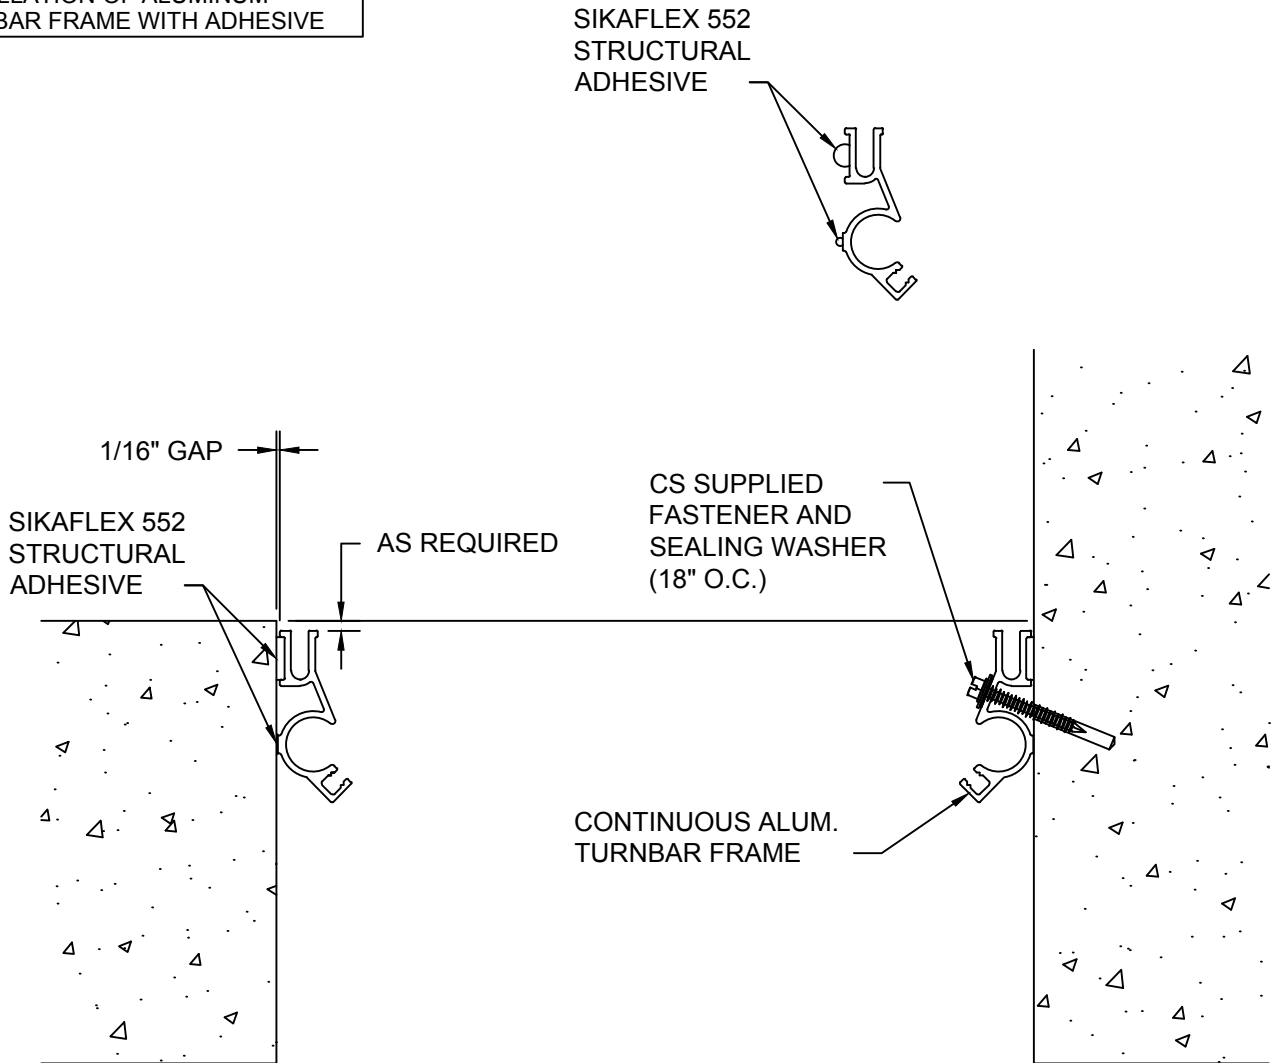 BAR FRAME WITH ADHESIVE
SIKAFLEX 552
STRUCTURAL
ADHESIVE
1/16" GAP
SIKAFLEX 552
STRUCTURAL
ADHESIVE
AS REQUIRED
CS SUPPLIED
FASTENER AND
SEALING WASHER
(18" O.C.)
CONTINUOUS ALUM.
TURNBAR FRAME